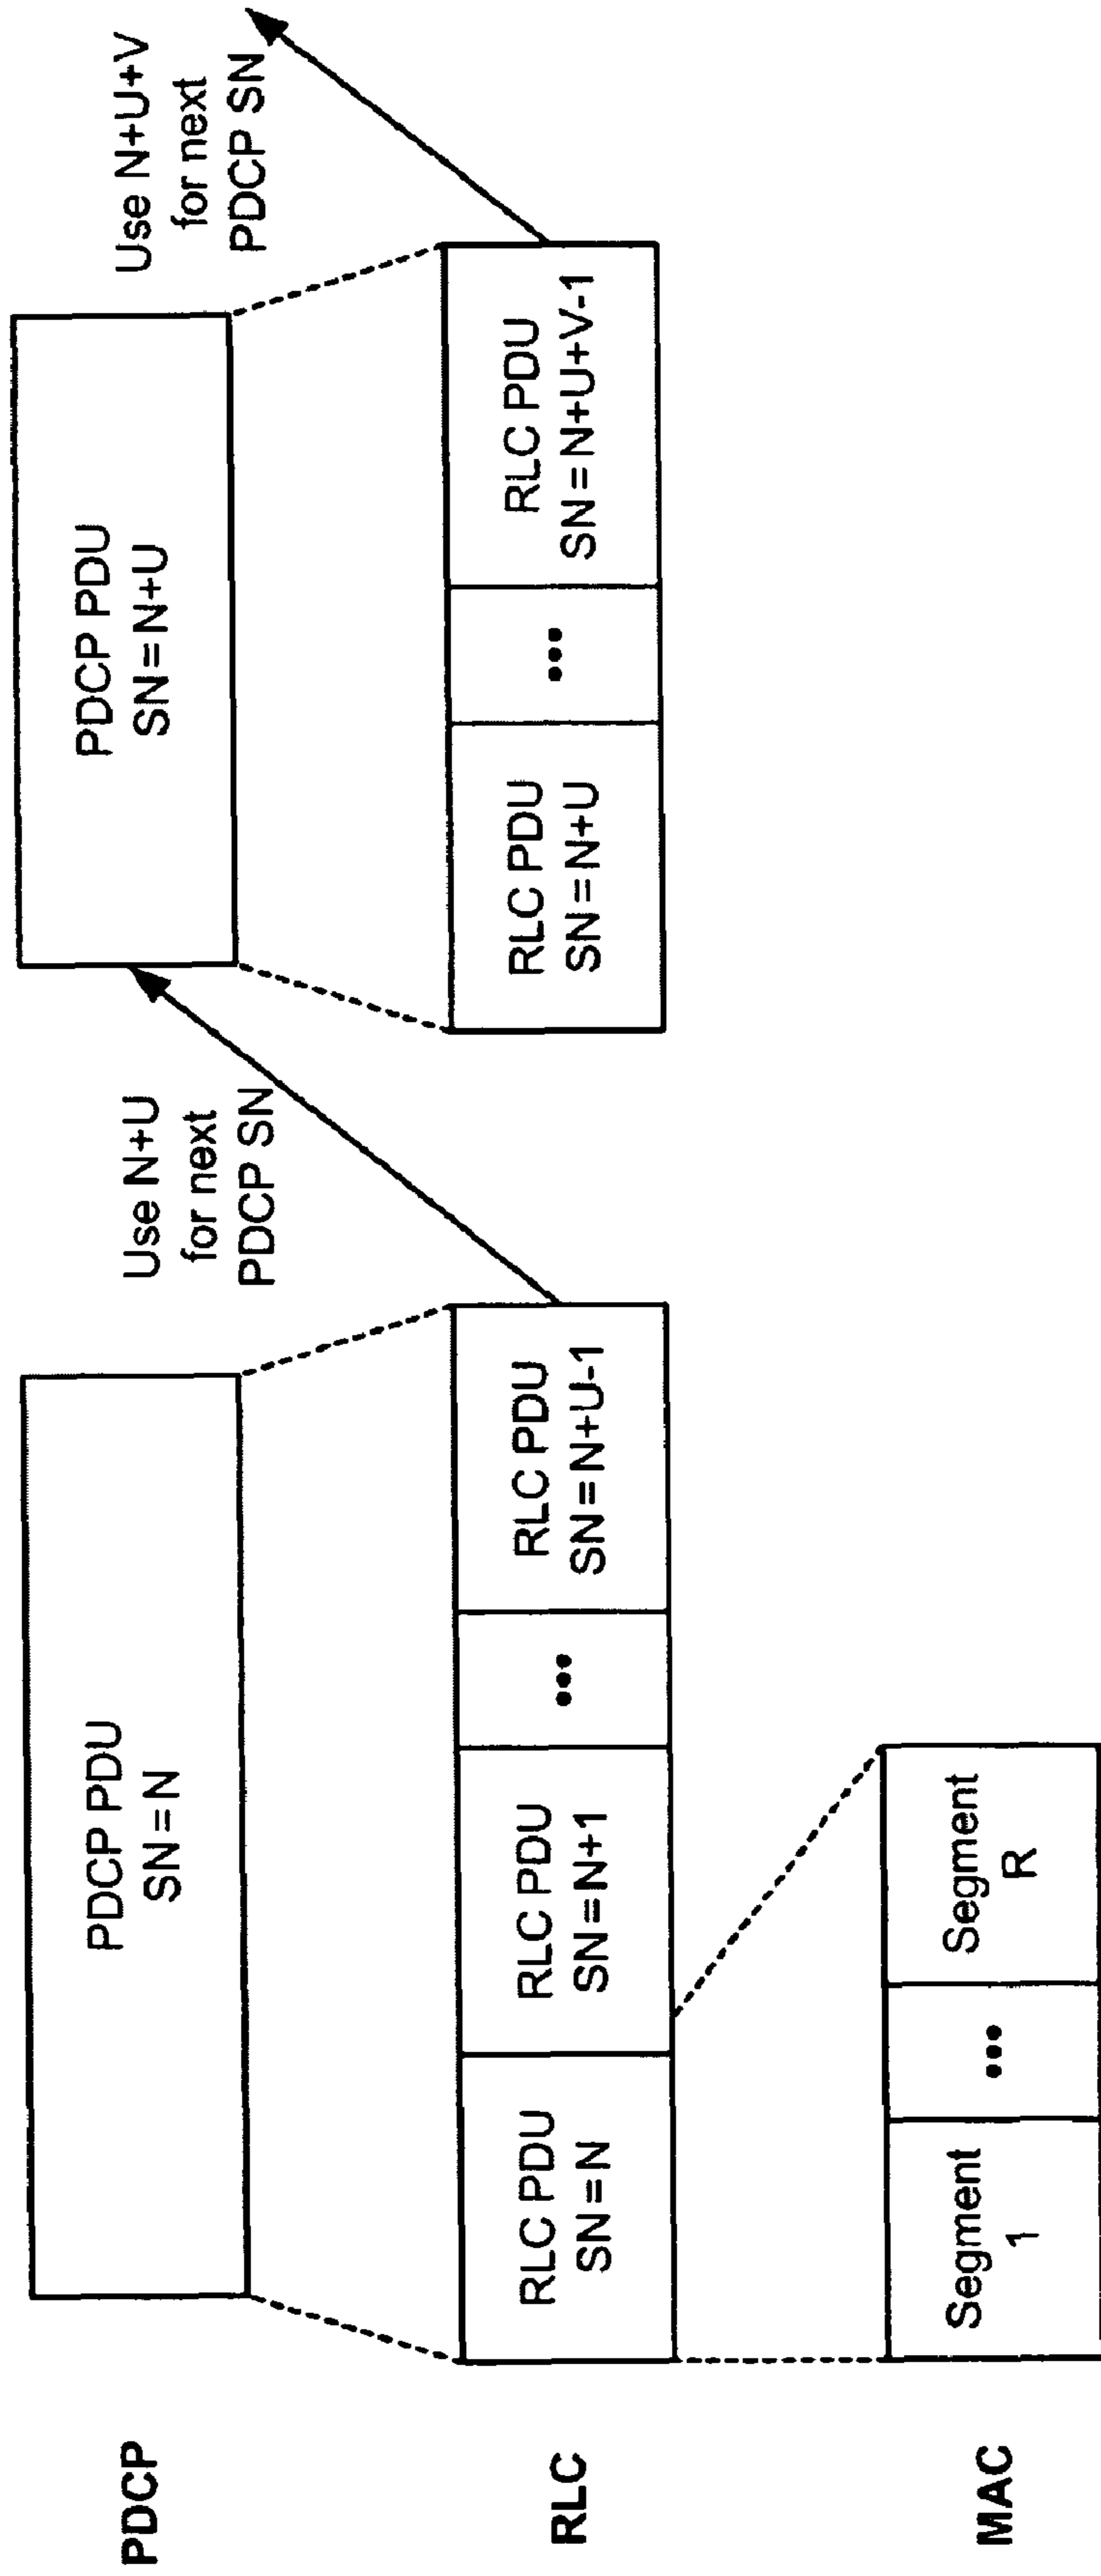 PDCP
PDCP PDU
SN=N
Use N+U
for next
PDCP SN
PDCP PDU
SN=N+U
Use N+U+V
for next
PDCP SN
RLC
RLC PDU
SN=N
RLC PDU
SN=N+1
•••
RLC PDU
SN=N+U-1
RLC PDU
SN=N+U
•••
RLC PDU
SN=N+U+V-1
MAC
Segment
1
•••
Segment
R